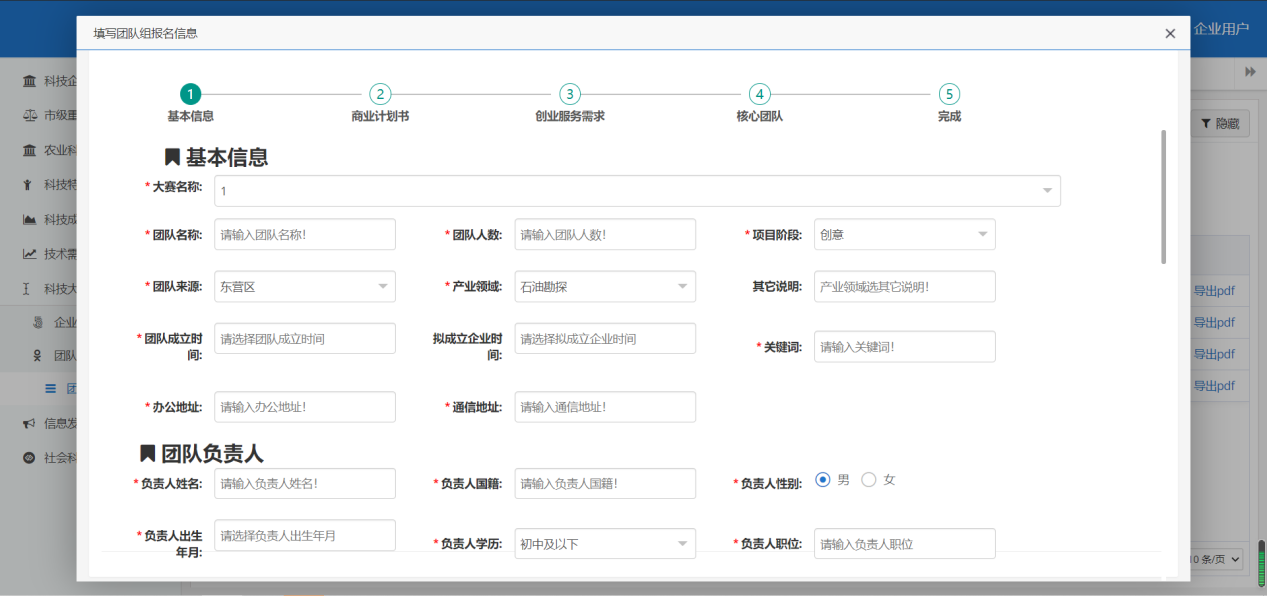 填写团队组报名信息
企业用户
1
2
3
4
5
基本信息
商业计划书
创业服务需求
核心团队
完成
基本信息
* 大赛名称:
1
* 团队名称:
请输入团队名称!
* 团队人数:
请输入团队人数!
* 项目阶段:
创意
* 团队来源:
东营区
* 产业领域:
石油勘探
其它说明:
产业领域选其它说明!
* 团队成立时
间:
请选择团队成立时间
拟成立企业时
间:
请选择拟成立企业时间
* 关键词:
请输入关键词!
* 办公地址:
请输入办公地址!
* 通信地址:
请输入通信地址!
团队负责人
* 负责人姓名:
请输入负责人姓名!
* 负责人国籍:
请输入负责人国籍!
* 负责人性别:
男
女
* 负责人出生
年月:
请选择负责人出生年月
* 负责人学历:
初中及以下
* 负责人职位:
请输入负责人职位
科技企
市级重
农业科
科技特
科技成
技术需
科技大
企业
团队
团
信息发
社会科
隐藏
导出pdf
导出pdf
导出pdf
导出pdf
10 条/页